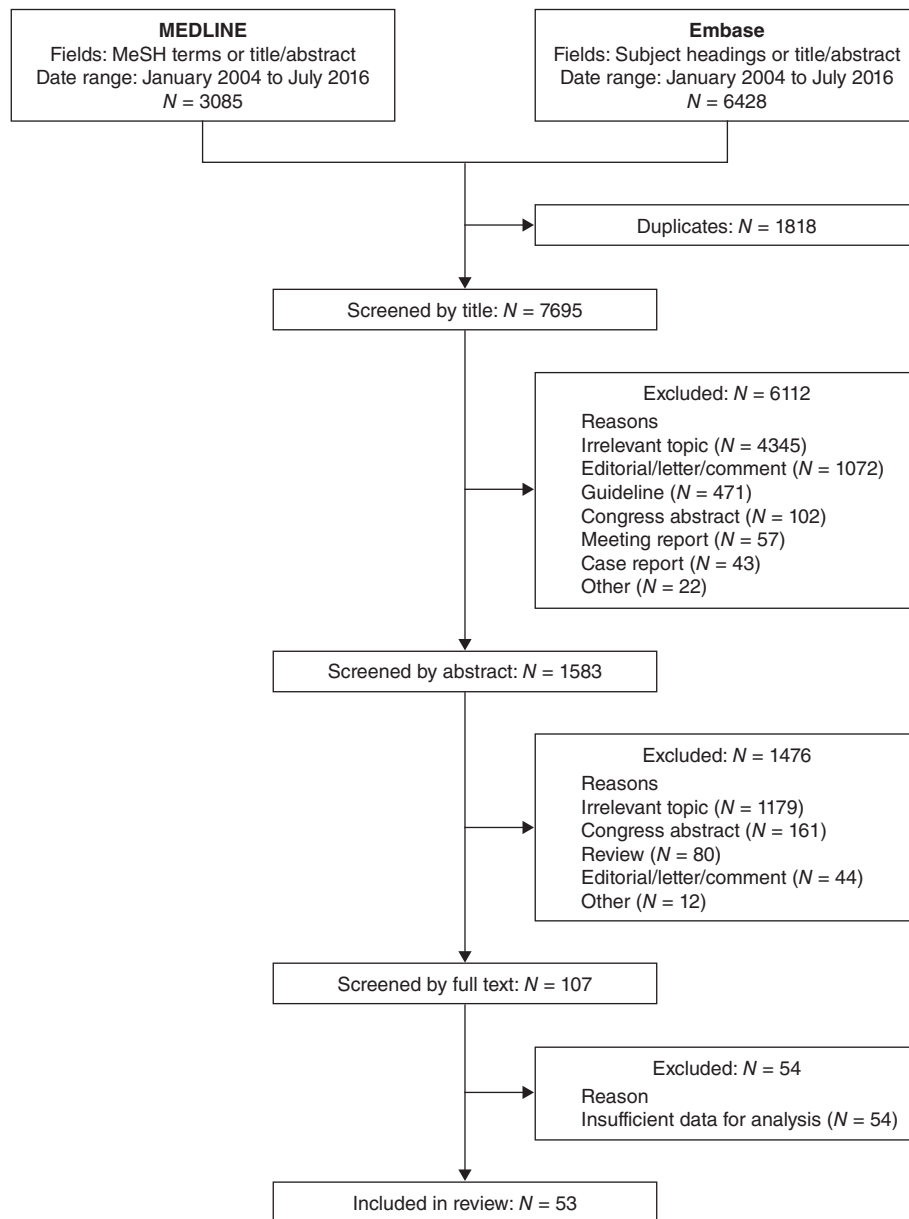 MEDLINE
Fields: MeSH terms or title/abstract
Date range: January 2004 to July 2016
N = 3085
Embase
Fields: Subject headings or title/abstract
Date range: January 2004 to July 2016
N = 6428
Duplicates: N = 1818
Screened by title: N = 7695
Excluded: N = 6112
Reasons
Irrelevant topic (N = 4345)
Editorial/letter/comment (N = 1072)
Guideline (N = 471)
Congress abstract (N = 102)
Meeting report (N = 57)
Case report (N = 43)
Other (N = 22)
Screened by abstract: N = 1583
Excluded: N = 1476
Reasons
Irrelevant topic (N = 1179)
Congress abstract (N = 161)
Review (N = 80)
Editorial/letter/comment (N = 44)
Other (N = 12)
Screened by full text: N = 107
Excluded: N = 54
Reason
Insufficient data for analysis (N = 54)
Included in review: N = 53